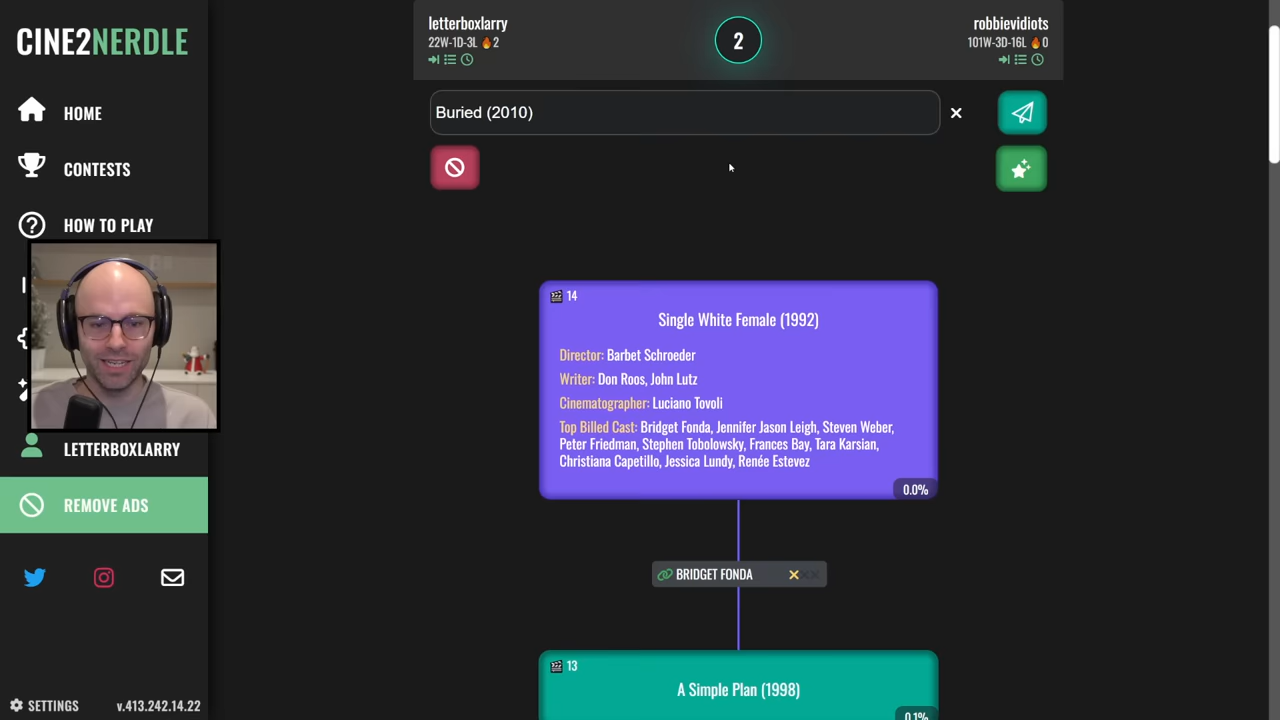 CINE2NERDLE
HOME
CONTESTS
HOW TO PLAY
LETTERBOXLARRY
REMOVE ADS
SETTINGS
v.413.242.14.22
letterboxlarry
22W-1D-3L 🔥2
2
robbievidiots
101W-3D-16L 🔥0
Buried (2010)
14
Single White Female (1992)
Director: Barbet Schroeder
Writer: Don Roos, John Lutz
Cinematographer: Luciano Tovoli
Top Billed Cast: Bridget Fonda, Jennifer Jason Leigh, Steven Weber,
Peter Friedman, Stephen Tobolowsky, Frances Bay, Tara Karsian,
Christiana Capetillo, Jessica Lundy, Renée Estevez
0.0%
BRIDGET FONDA
13
A Simple Plan (1998)
0.1%